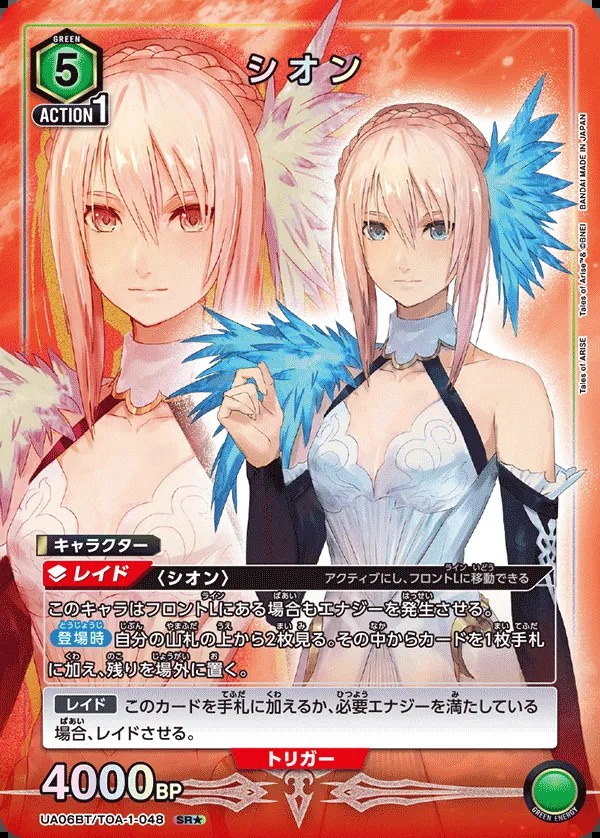 GREEN
5
ACTION1
シオン
Tales of ARISE Tales of Arise™& ©BNEI BANDAI MADE IN JAPAN
キャラクター
レイド 〈シオン〉 アクティブにし、フロントLに移動できる
このキャラはフロントLにある場合もエナジーを発生させる。
登場時 自分の山札の上から2枚見る。その中からカードを1枚手札
に加え、残りを場外に置く。
レイド このカードを手札に加えるか、必要エナジーを満たしている
場合、レイドさせる。
トリガー
4000BP
UA06BT/TOA-1-048 SR★
GREEN ENERGY